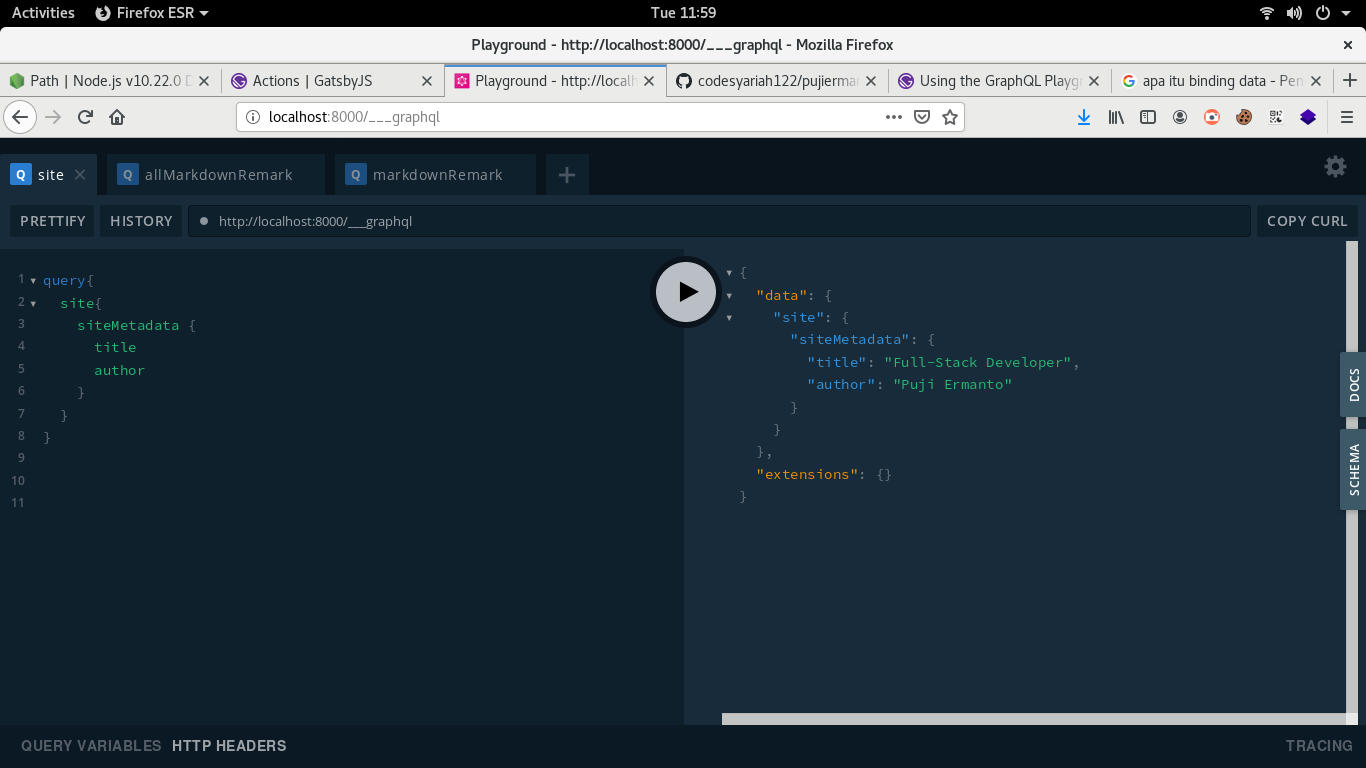 Activities Firefox ESR Tue 11:59
Playground - http://localhost:8000/___graphql - Mozilla Firefox
Path | Node.js v10.22.0 D Actions | GatsbyJS Playground - http://localh codesyariah122/pujierma Using the GraphQL Playg apa itu binding data - Pen
localhost:8000/___graphql
Q site Q allMarkdownRemark Q markdownRemark
PRETTIFY HISTORY http://localhost:8000/___graphql COPY CURL
1 query{
2 site{
3 siteMetadata {
4 title
5 author
6 }
7 }
8 }
9
10
11
{
"data": {
"site": {
"siteMetadata": {
"title": "Full-Stack Developer",
"author": "Puji Ermanto"
}
}
},
"extensions": {}
}
DOCS
SCHEMA
QUERY VARIABLES HTTP HEADERS TRACING